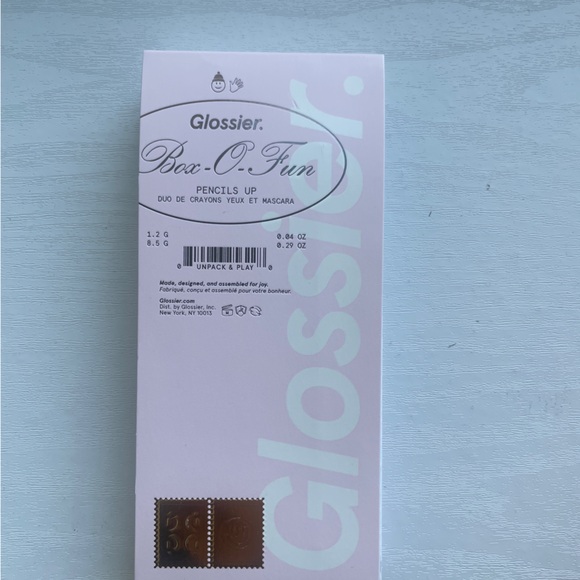 Glossier.
Box-O-Fun
PENCILS UP
DUO DE CRAYONS YEUX ET MASCARA
1.2 G 0.04 OZ
8.5 G 0.29 OZ
0 UNPACK & PLAY 0
Made, designed, and assembled for joy.
Fabriqué, conçu et assemblé pour votre bonheur.
Glossier.com
Dist. by Glossier, Inc.
New York, NY 10013
Glossier.